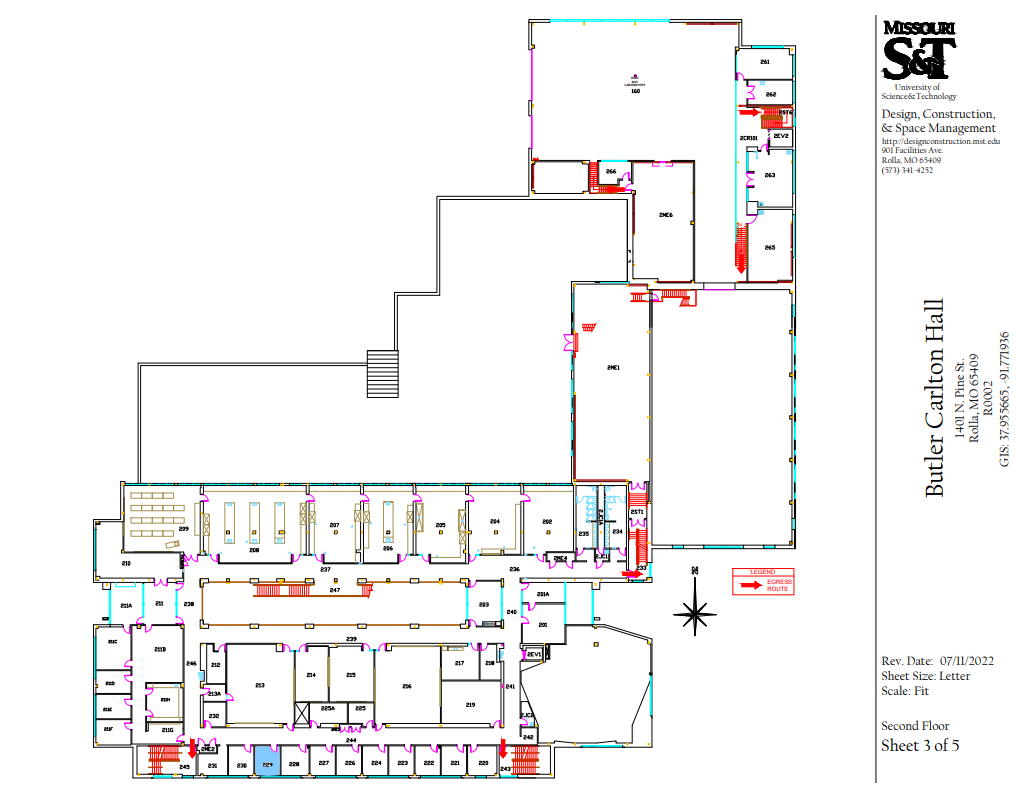 MISSOURI
S&T
University of
Science&Technology
Design, Construction,
& Space Management
http://designconstruction.mst.edu
901 Facilities Ave.
Rolla, MO 65409
(573) 341-4252
Butler Carlton Hall
1401 N. Pine St.
Rolla, MO 65409
R0002
GIS: 37.955665, -91.771936
Rev. Date: 07/11/2022
Sheet Size: Letter
Scale: Fit
Second Floor
Sheet 3 of 5
LABORATORY
160
261
262
2ST6
2CR101
2EV2
263
265
266
2ME6
2ME1
2ST1
209
208
207
206
205
204
202
235
234
2JC1
2ME4
233
210
237
236
247
211A
211
238
203
240
201A
201
239
211C
211D
246
212
213
214
215
216
217
218
2EV1
241
219
213A
232
225A
225
211E
211F
211G
211H
244
242
2ME2
245
231
230
229
228
227
226
224
223
222
221
220
243
N
LEGEND
EGRESS
ROUTE